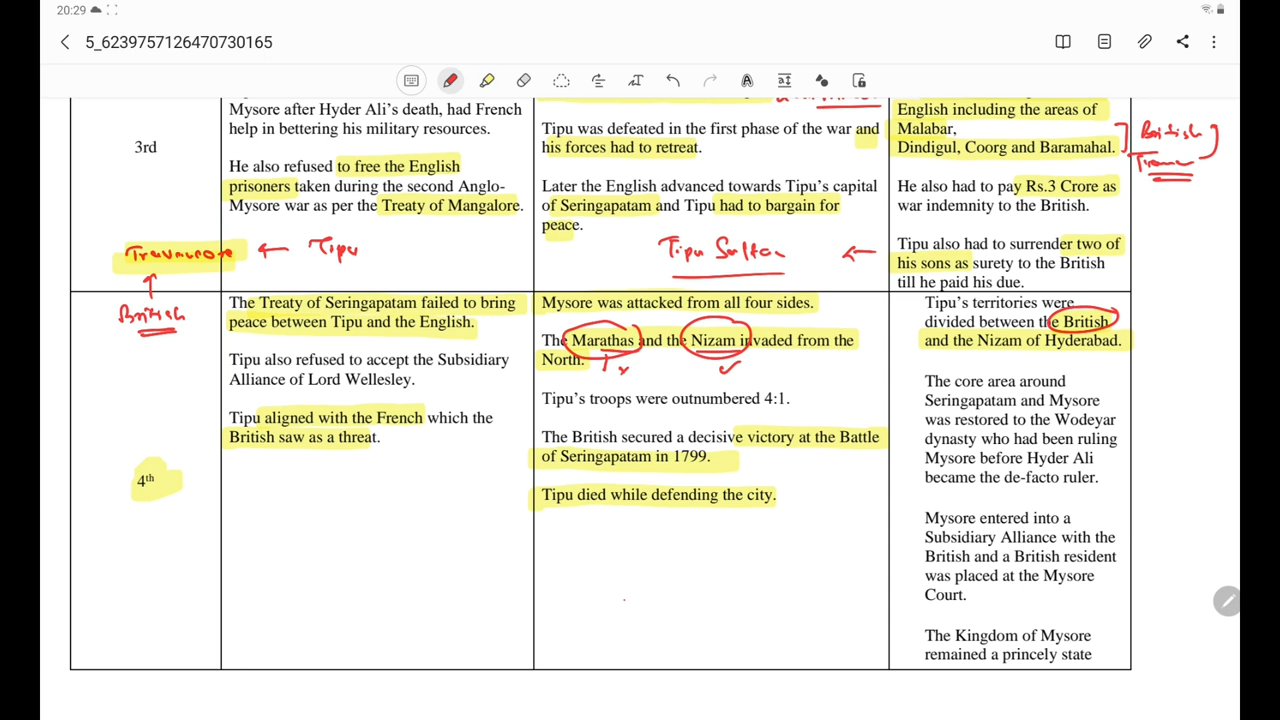 20:29
5_6239757126470730165
3rd
Mysore after Hyder Ali's death, had French
help in bettering his military resources.
He also refused to free the English
prisoners taken during the second Anglo-
Mysore war as per the Treaty of Mangalore.
Travancore ← Tipu
British
Tipu was defeated in the first phase of the war and
his forces had to retreat.
Later the English advanced towards Tipu's capital
of Seringapatam and Tipu had to bargain for
peace.
Tipu Sultan ←
English including the areas of
Malabar,
Dindigul, Coorg and Baramahal.
British
He also had to pay Rs.3 Crore as
war indemnity to the British.
Tipu also had to surrender two of
his sons as surety to the British
till he paid his due.
4th
The Treaty of Seringapatam failed to bring
peace between Tipu and the English.
Tipu also refused to accept the Subsidiary
Alliance of Lord Wellesley.
Tipu aligned with the French which the
British saw as a threat.
Mysore was attacked from all four sides.
The Marathas and the Nizam invaded from the
North.
Tipu's troops were outnumbered 4:1.
The British secured a decisive victory at the Battle
of Seringapatam in 1799.
Tipu died while defending the city.
Tipu's territories were
divided between the British
and the Nizam of Hyderabad.
The core area around
Seringapatam and Mysore
was restored to the Wodeyar
dynasty who had been ruling
Mysore before Hyder Ali
became the de-facto ruler.
Mysore entered into a
Subsidiary Alliance with the
British and a British resident
was placed at the Mysore
Court.
The Kingdom of Mysore
remained a princely state